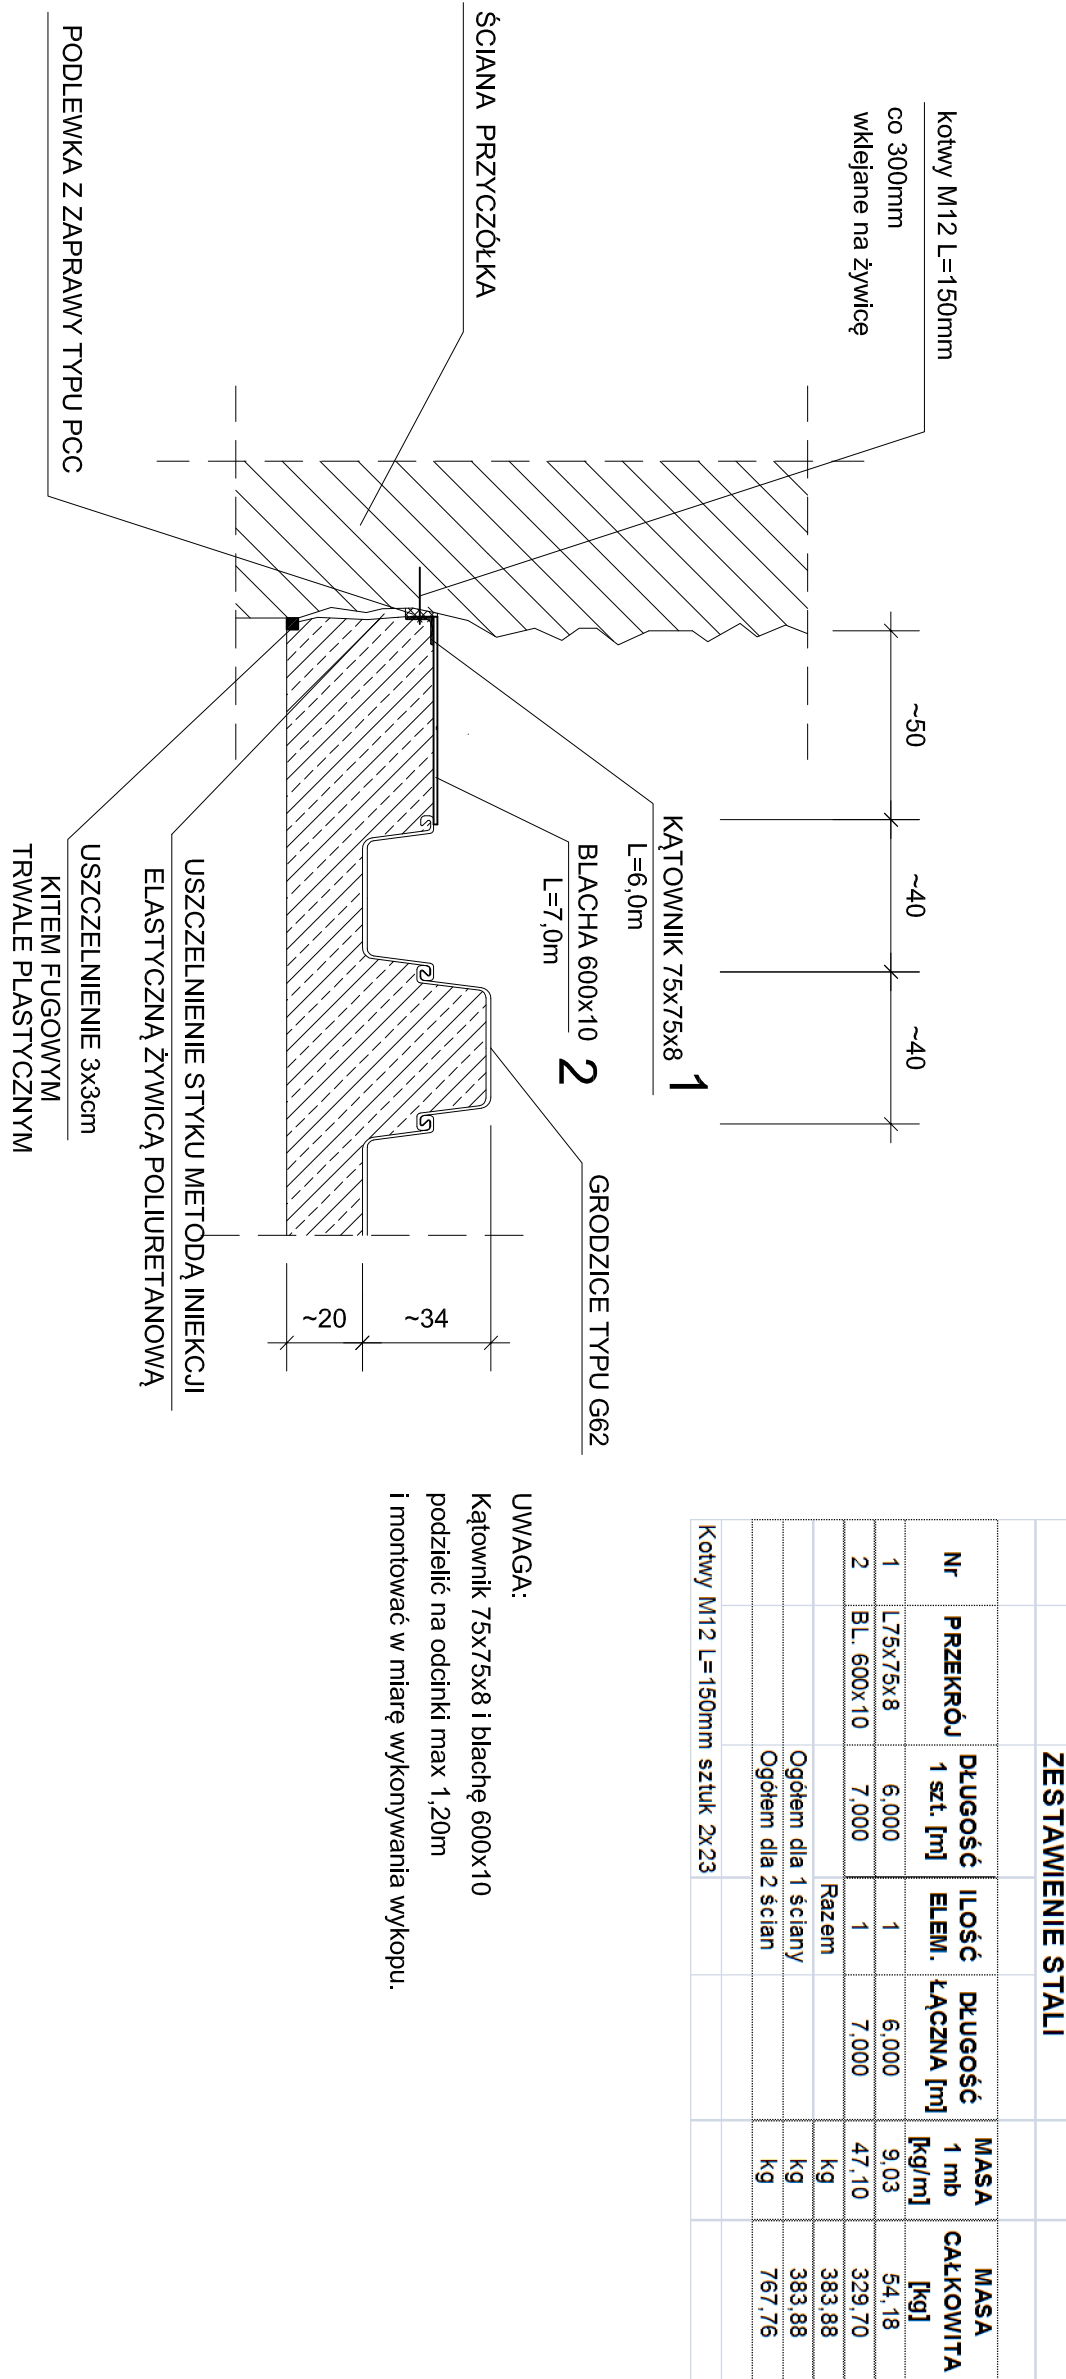 kotwy M12 L=150mm
co 300mm
wklejane na żywicę
ŚCIANA PRZYCZÓŁKA
PODLEWKA Z ZAPRAWY TYPU PCC
~50
~40
~40
KĄTOWNIK 75x75x8
L=6,0m
1
BLACHA 600x10
L=7,0m
2
GRODZICE TYPU G62
~20
~34
USZCZELNIENIE STYKU METODĄ INIEKCJI
ELASTYCZNĄ ŻYWICĄ POLIURETANOWĄ
USZCZELNIENIE 3x3cm
KITEM FUGOWYM
TRWALE PLASTYCZNYM
UWAGA:
Kątownik 75x75x8 i blachę 600x10
podzielić na odcinki max 1,20m
i montować w miarę wykonywania wykopu.
ZESTAWIENIE STALI
Nr PRZEKRÓJ DŁUGOŚĆ 1 szt. [m] ILOŚĆ ELEM. DŁUGOŚĆ ŁĄCZNA [m] MASA 1 mb [kg/m] MASA CAŁKOWITA [kg]
1 L75x75x8 6,000 1 6,000 9,03 54,18
2 BL. 600x10 7,000 1 7,000 47,10 329,70
Razem kg 383,88
Ogółem dla 1 ściany kg 383,88
Ogółem dla 2 ścian kg 767,76
Kotwy M12 L=150mm sztuk 2x23